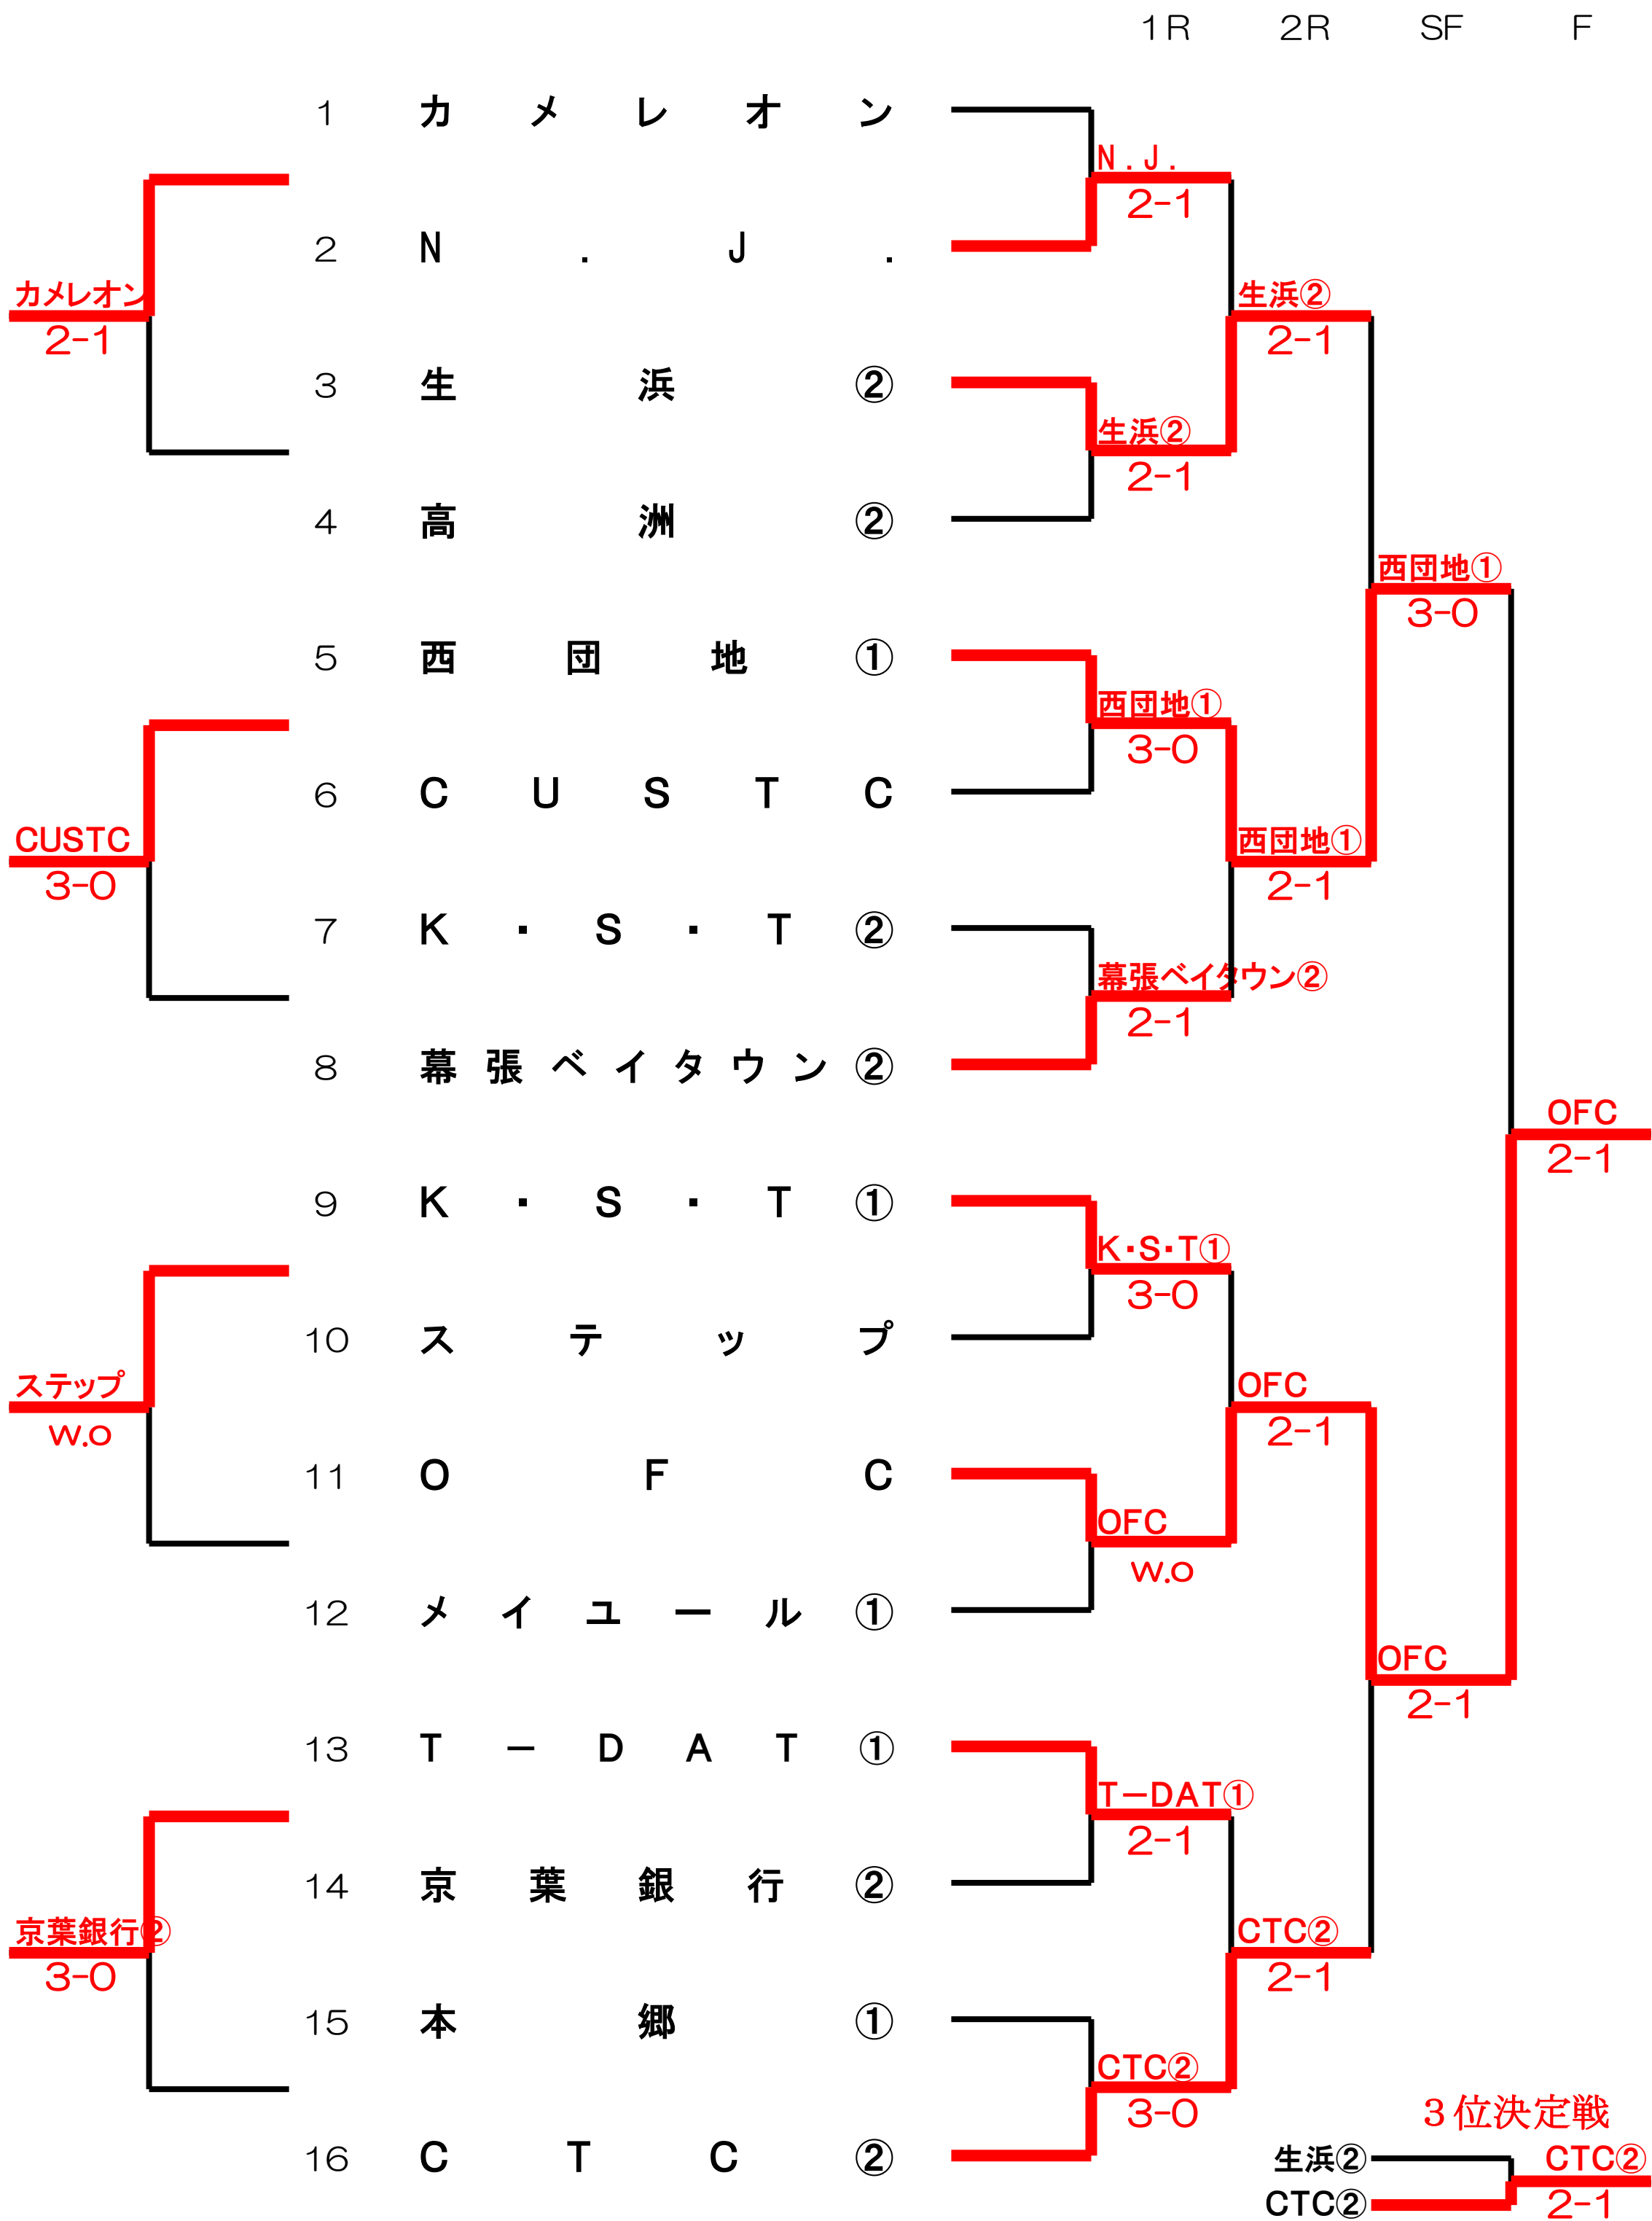 1R 2R SF F
1 カメレオン
N.J.
2-1
2 N.J.
カメレオン 生浜②
2-1 2-1
3 生浜②
生浜②
2-1
4 高洲②
西団地①
3-0
5 西団地①
西団地①
3-0
6 CUSTC
CUSTC 西団地①
3-0 2-1
7 K・S・T②
幕張ベイタウン②
2-1
8 幕張ベイタウン②
OFC
2-1
9 K・S・T①
K・S・T①
3-0
10 ステップ
ステップ OFC
w.o 2-1
11 OFC
OFC
w.o
12 メイユール①
OFC
2-1
13 T－DAT①
T－DAT①
2-1
14 京葉銀行②
京葉銀行② CTC②
3-0 2-1
15 本郷①
CTC②
3-0
３位決定戦
16 CTC②
生浜② CTC②
CTC② 2-1